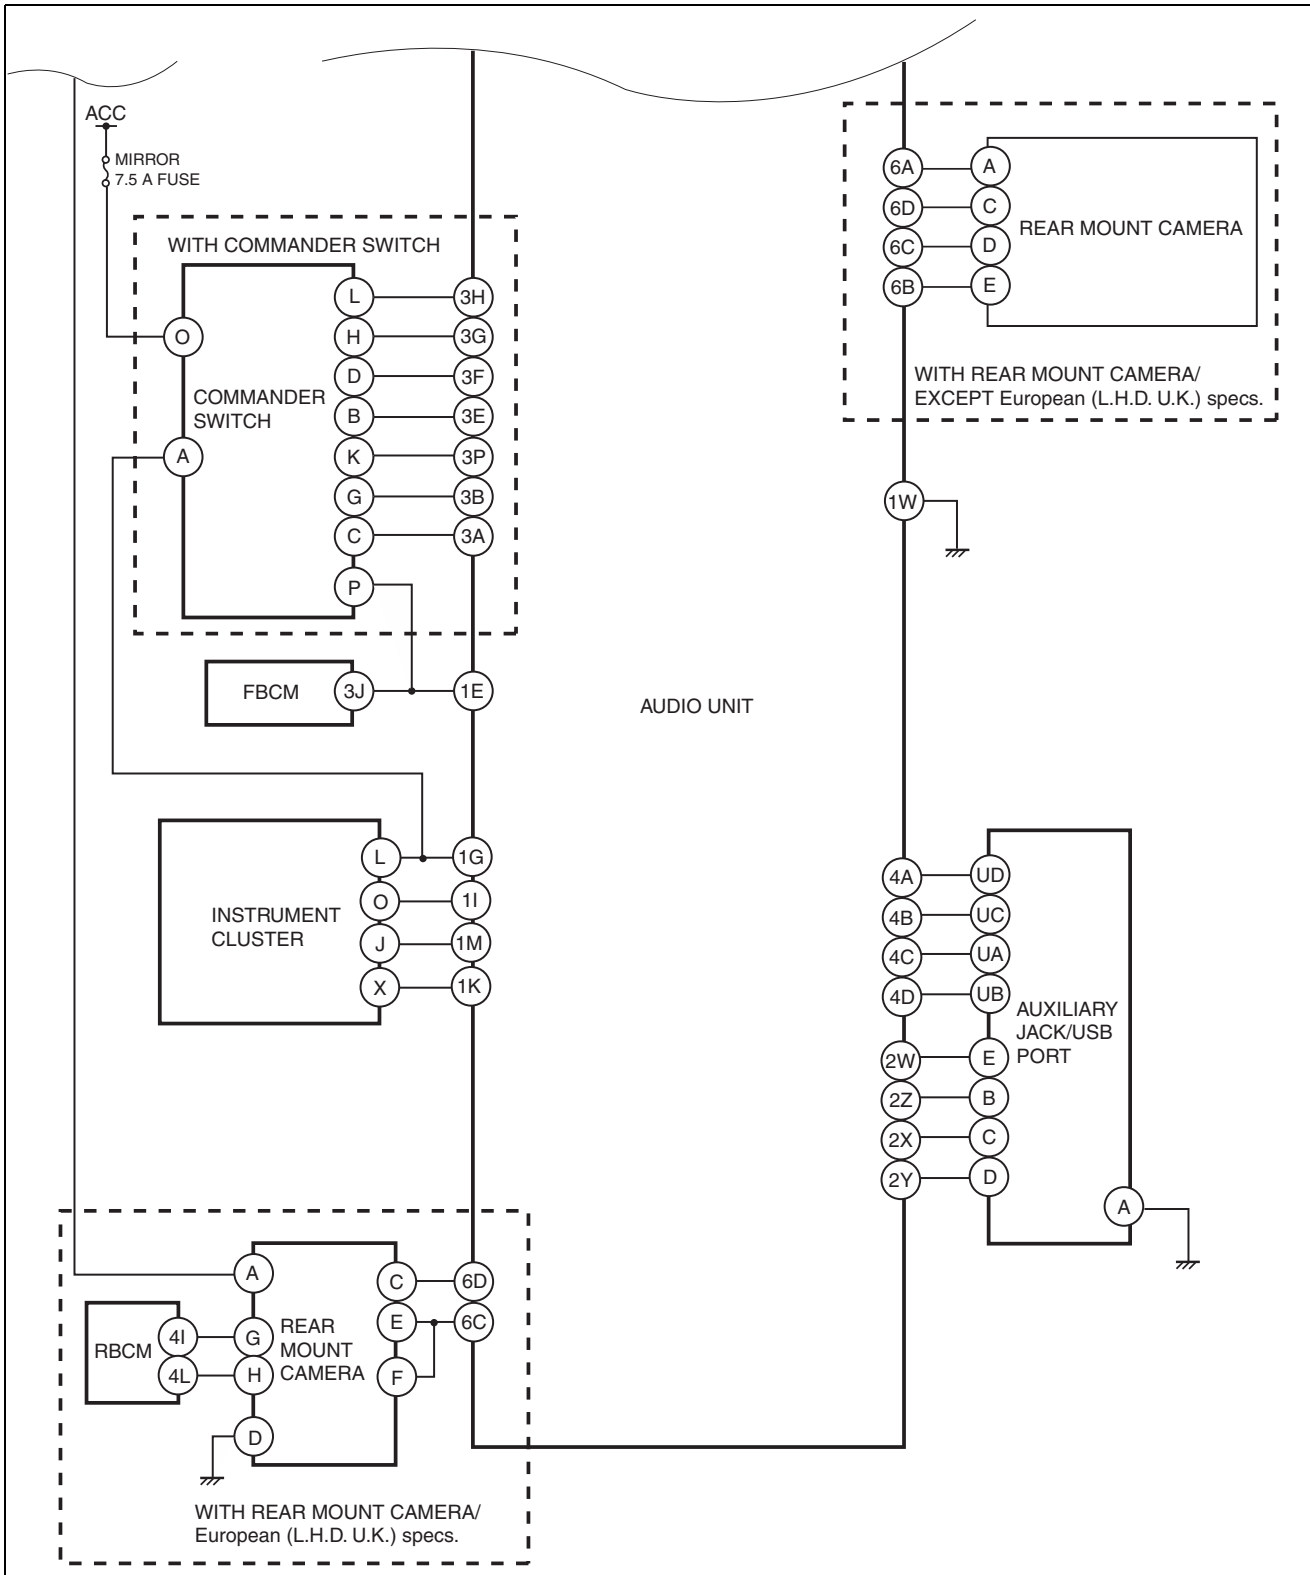 ACC
MIRROR
7.5 A FUSE
WITH COMMANDER SWITCH
L
3H
O
H
3G
D
3F
COMMANDER
SWITCH
B
3E
A
K
3P
G
3B
C
3A
P
FBCM
3J
1E
AUDIO UNIT
6A
A
6D
C
REAR MOUNT CAMERA
6C
D
6B
E
WITH REAR MOUNT CAMERA/
EXCEPT European (L.H.D. U.K.) specs.
1W
INSTRUMENT
CLUSTER
L
1G
O
1I
J
1M
X
1K
4A
UD
4B
UC
4C
UA
4D
UB
AUXILIARY
JACK/USB
PORT
2W
E
2Z
B
2X
C
2Y
D
A
A
C
6D
RBCM
4I
G
REAR
MOUNT
CAMERA
E
6C
4L
H
F
D
WITH REAR MOUNT CAMERA/
European (L.H.D. U.K.) specs.